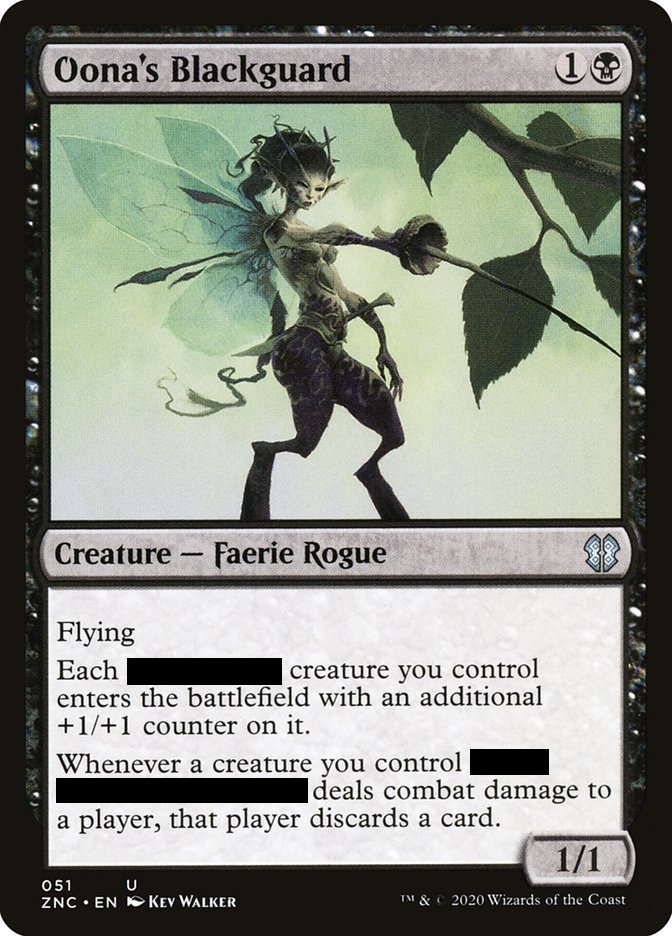 Oona's Blackguard 1
Creature — Faerie Rogue
Flying
Each creature you control
enters the battlefield with an additional
+1/+1 counter on it.
Whenever a creature you control
deals combat damage to
a player, that player discards a card.
1/1
051 U
ZNC • EN Kev Walker ™ & © 2020 Wizards of the Coast